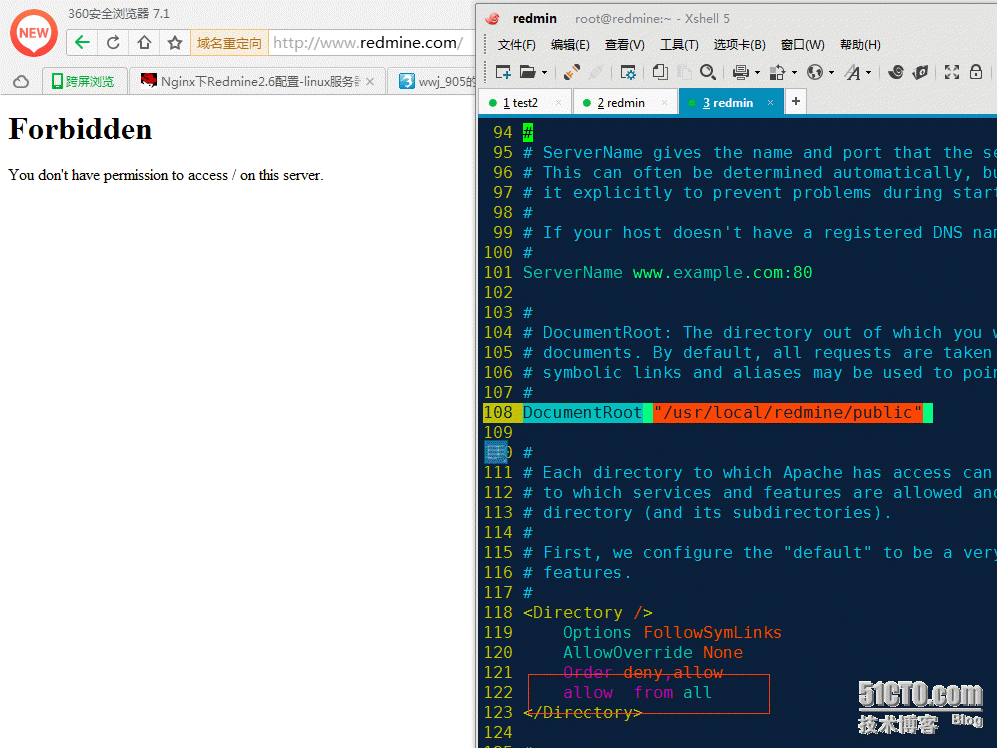 NEW
360安全浏览器 7.1
域名重定向 http://www.redmine.com/
跨屏浏览 Nginx下Redmine2.6配置-linux服务
wwj_905的
Forbidden
You don't have permission to access / on this server.
redmin root@redmine:~ - Xshell 5
文件(F) 编辑(E) 查看(V) 工具(T) 选项卡(B) 窗口(W) 帮助(H)
1 test2 2 redmin 3 redmin +
94 #
95 # ServerName gives the name and port that the se
96 # This can often be determined automatically, bu
97 # it explicitly to prevent problems during start
98 #
99 # If your host doesn't have a registered DNS nam
100 #
101 ServerName www.example.com:80
102
103 #
104 # DocumentRoot: The directory out of which you w
105 # documents. By default, all requests are taken
106 # symbolic links and aliases may be used to poin
107 #
108 DocumentRoot "/usr/local/redmine/public"
109
#
111 # Each directory to which Apache has access can
112 # to which services and features are allowed and
113 # directory (and its subdirectories).
114 #
115 # First, we configure the "default" to be a very
116 # features.
117 #
118 <Directory />
119 Options FollowSymLinks
120 AllowOverride None
121 Order deny,allow
122 allow from all
123 </Directory>
124
51CTO.com
技术博客 Blog